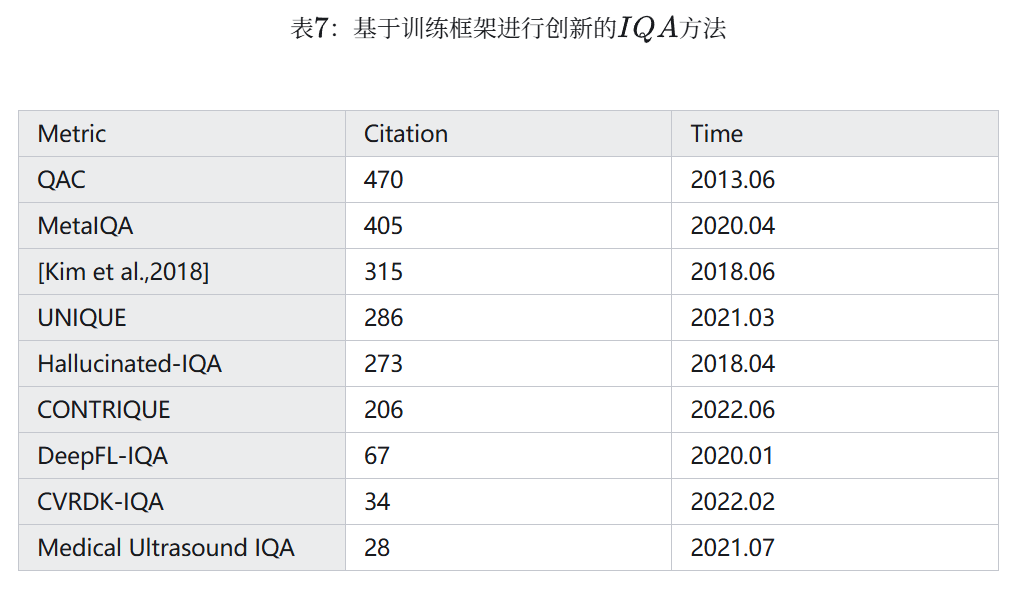 表7：基于训练框架进行创新的IQA方法
Metric Citation Time
QAC 470 2013.06
MetaIQA 405 2020.04
[Kim et al.,2018] 315 2018.06
UNIQUE 286 2021.03
Hallucinated-IQA 273 2018.04
CONTRIQUE 206 2022.06
DeepFL-IQA 67 2020.01
CVRDK-IQA 34 2022.02
Medical Ultrasound IQA 28 2021.07